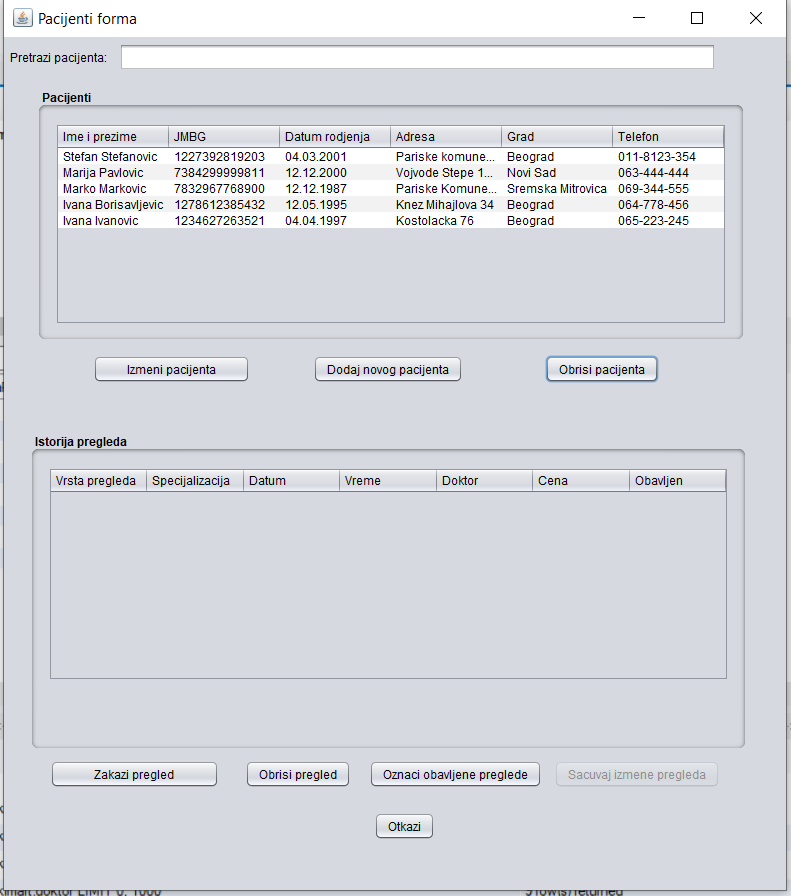 Pacijenti forma
Pretrazi pacijenta:
Pacijenti
Ime i prezime JMBG Datum rodjenja Adresa Grad Telefon
Stefan Stefanovic 1227392819203 04.03.2001 Pariske komune... Beograd 011-8123-354
Marija Pavlovic 7384299999811 12.12.2000 Vojvode Stepe 1... Novi Sad 063-444-444
Marko Markovic 7832967768900 12.12.1987 Pariske Komune... Sremska Mitrovica 069-344-555
Ivana Borisavljevic 1278612385432 12.05.1995 Knez Mihajlova 34 Beograd 064-778-456
Ivana Ivanovic 1234627263521 04.04.1997 Kostolacka 76 Beograd 065-223-245
Izmeni pacijenta Dodaj novog pacijenta Obrisi pacijenta
Istorija pregleda
Vrsta pregleda Specijalizacija Datum Vreme Doktor Cena Obavljen
Zakazi pregled Obrisi pregled Oznaci obavljene preglede Sacuvaj izmene pregleda
Otkazi